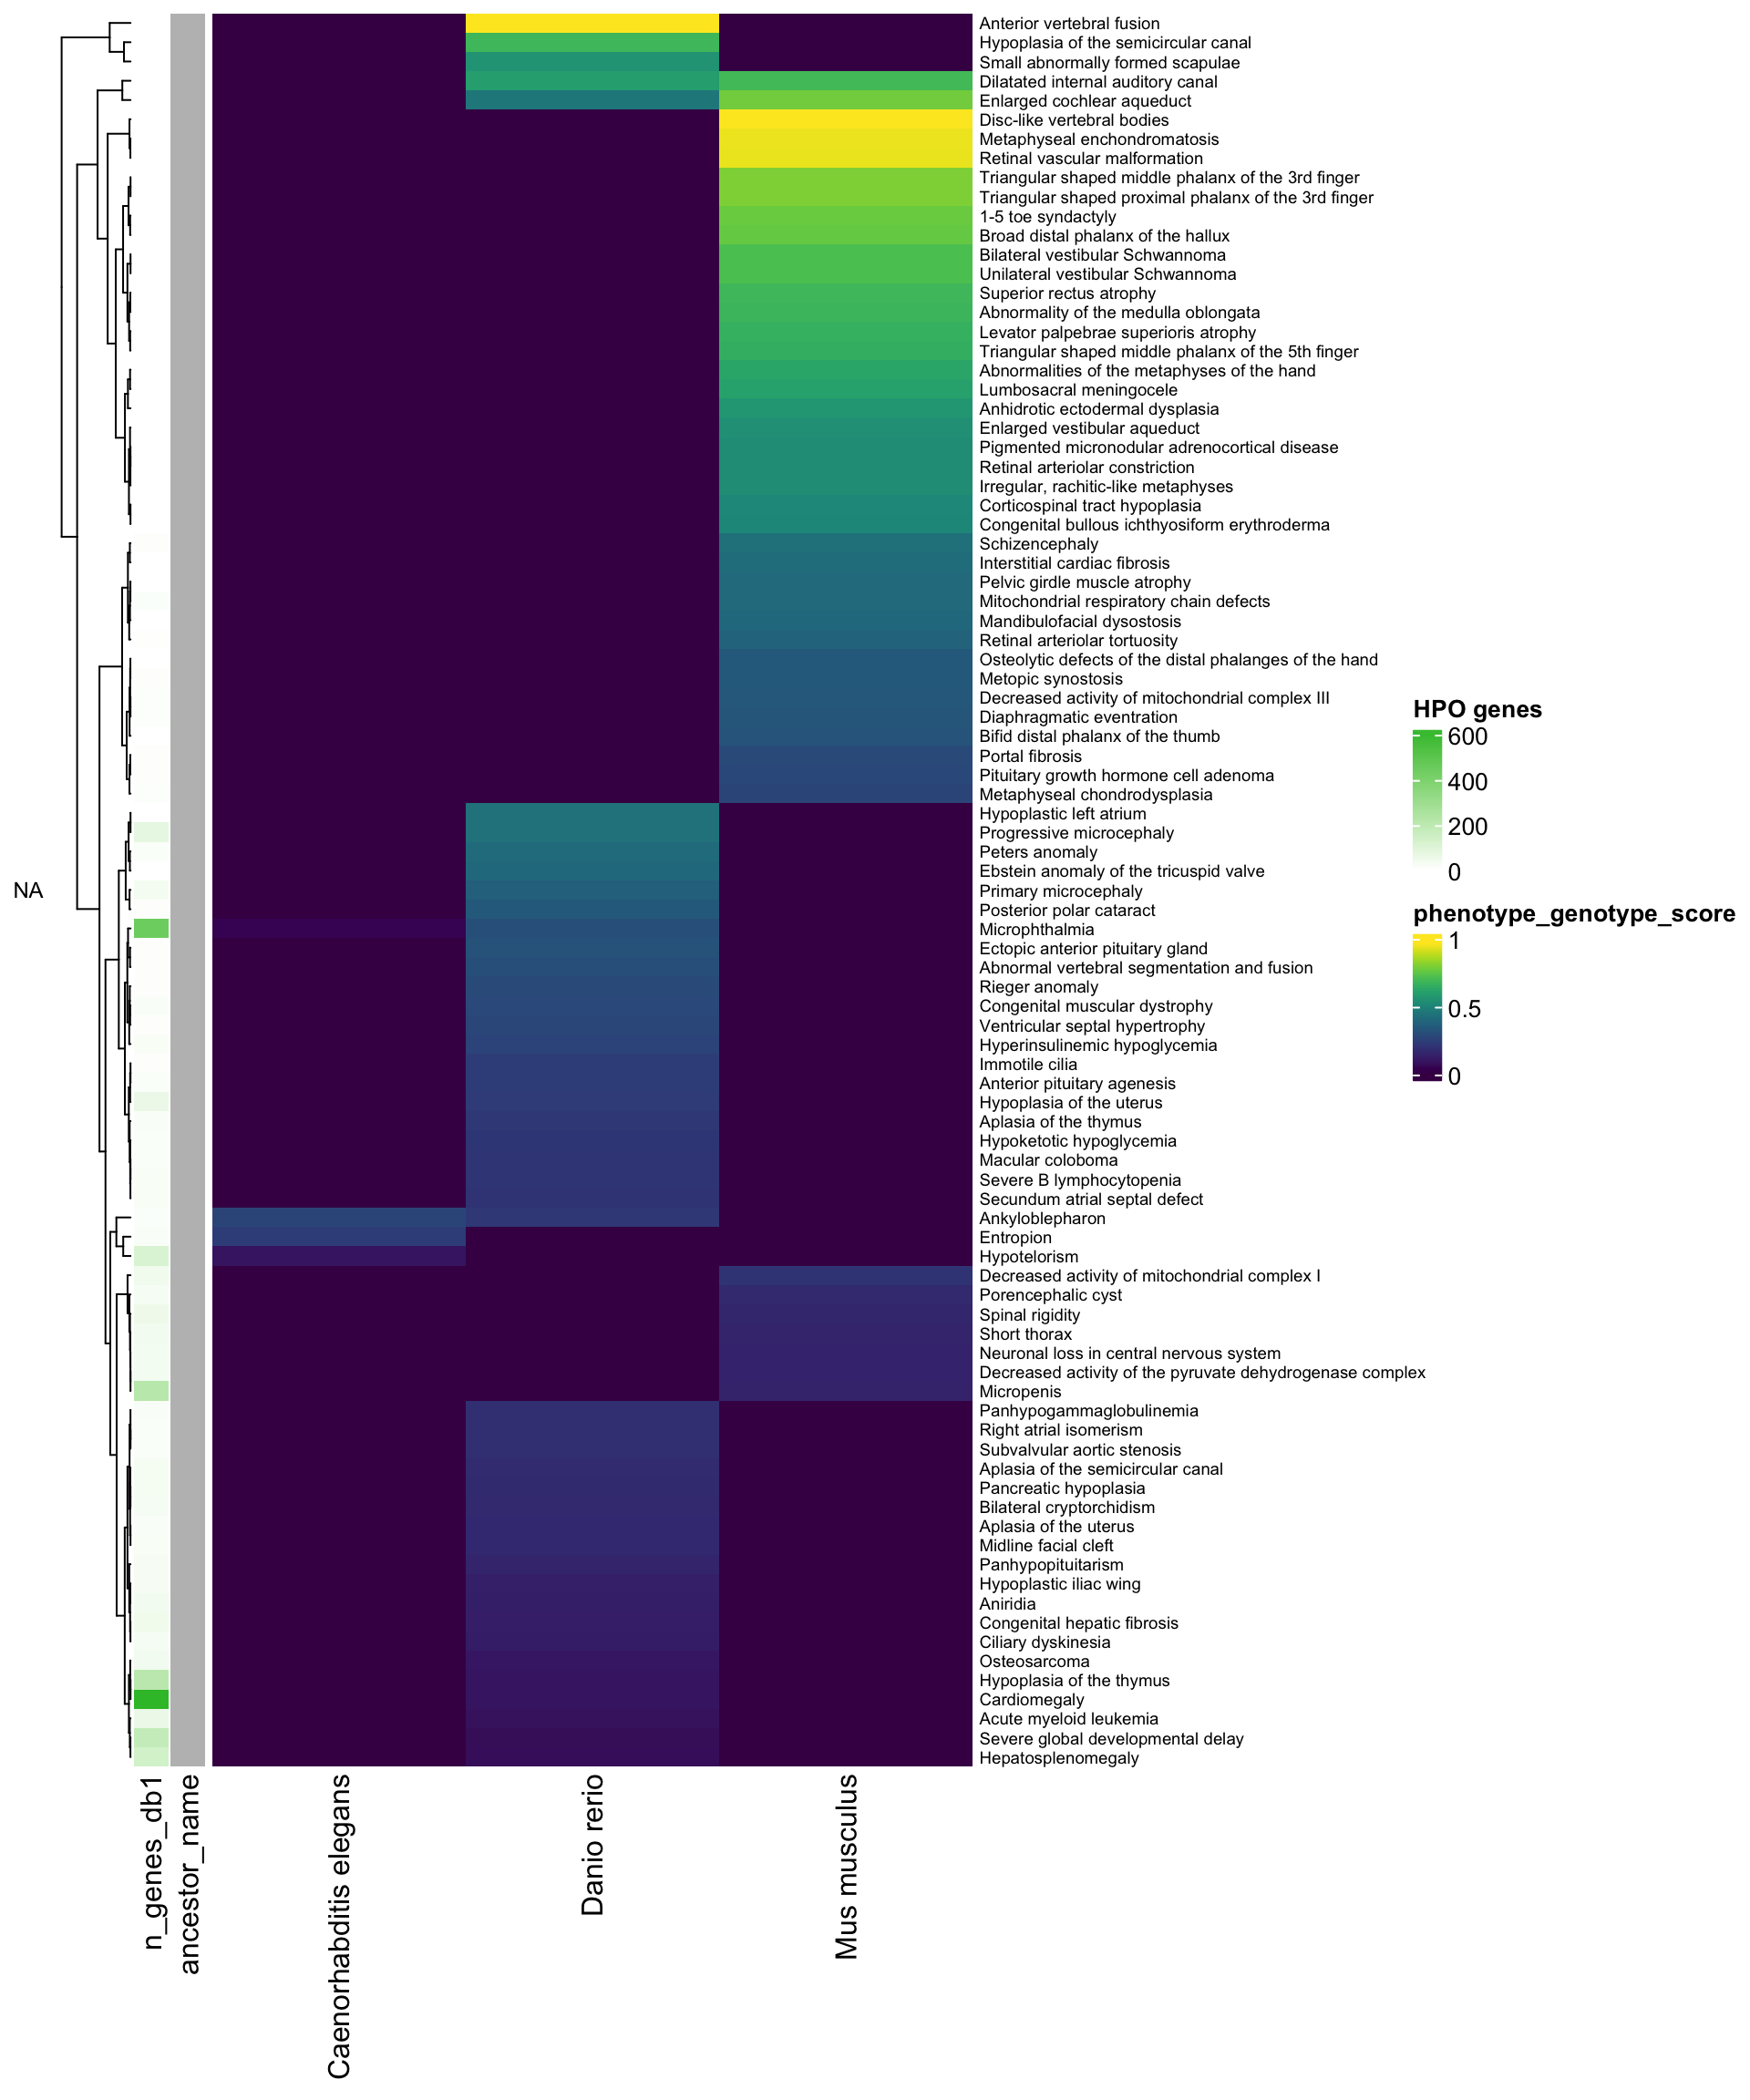 Anterior vertebral fusion
Hypoplasia of the semicircular canal
Small abnormally formed scapulae
Dilatated internal auditory canal
Enlarged cochlear aqueduct
Disc-like vertebral bodies
Metaphyseal enchondromatosis
Retinal vascular malformation
Triangular shaped middle phalanx of the 3rd finger
Triangular shaped proximal phalanx of the 3rd finger
1-5 toe syndactyly
Broad distal phalanx of the hallux
Bilateral vestibular Schwannoma
Unilateral vestibular Schwannoma
Superior rectus atrophy
Abnormality of the medulla oblongata
Levator palpebrae superioris atrophy
Triangular shaped middle phalanx of the 5th finger
Abnormalities of the metaphyses of the hand
Lumbosacral meningocele
Anhidrotic ectodermal dysplasia
Enlarged vestibular aqueduct
Pigmented micronodular adrenocortical disease
Retinal arteriolar constriction
Irregular, rachitic-like metaphyses
Corticospinal tract hypoplasia
Congenital bullous ichthyosiform erythroderma
Schizencephaly
Interstitial cardiac fibrosis
Pelvic girdle muscle atrophy
Mitochondrial respiratory chain defects
Mandibulofacial dysostosis
Retinal arteriolar tortuosity
Osteolytic defects of the distal phalanges of the hand
Metopic synostosis
Decreased activity of mitochondrial complex III
Diaphragmatic eventration
Bifid distal phalanx of the thumb
Portal fibrosis
Pituitary growth hormone cell adenoma
Metaphyseal chondrodysplasia
Hypoplastic left atrium
Progressive microcephaly
Peters anomaly
Ebstein anomaly of the tricuspid valve
Primary microcephaly
Posterior polar cataract
Microphthalmia
Ectopic anterior pituitary gland
Abnormal vertebral segmentation and fusion
Rieger anomaly
Congenital muscular dystrophy
Ventricular septal hypertrophy
Hyperinsulinemic hypoglycemia
Immotile cilia
Anterior pituitary agenesis
Hypoplasia of the uterus
Aplasia of the thymus
Hypoketotic hypoglycemia
Macular coloboma
Severe B lymphocytopenia
Secundum atrial septal defect
Ankyloblepharon
Entropion
Hypotelorism
Decreased activity of mitochondrial complex I
Porencephalic cyst
Spinal rigidity
Short thorax
Neuronal loss in central nervous system
Decreased activity of the pyruvate dehydrogenase complex
Micropenis
Panhypogammaglobulinemia
Right atrial isomerism
Subvalvular aortic stenosis
Aplasia of the semicircular canal
Pancreatic hypoplasia
Bilateral cryptorchidism
Aplasia of the uterus
Midline facial cleft
Panhypopituitarism
Hypoplastic iliac wing
Aniridia
Congenital hepatic fibrosis
Ciliary dyskinesia
Osteosarcoma
Hypoplasia of the thymus
Cardiomegaly
Acute myeloid leukemia
Severe global developmental delay
Hepatosplenomegaly
NA
HPO genes
600
400
200
0
phenotype_genotype_score
1
0.5
0
n_genes_db1
ancestor_name
Caenorhabditis elegans
Danio rerio
Mus musculus